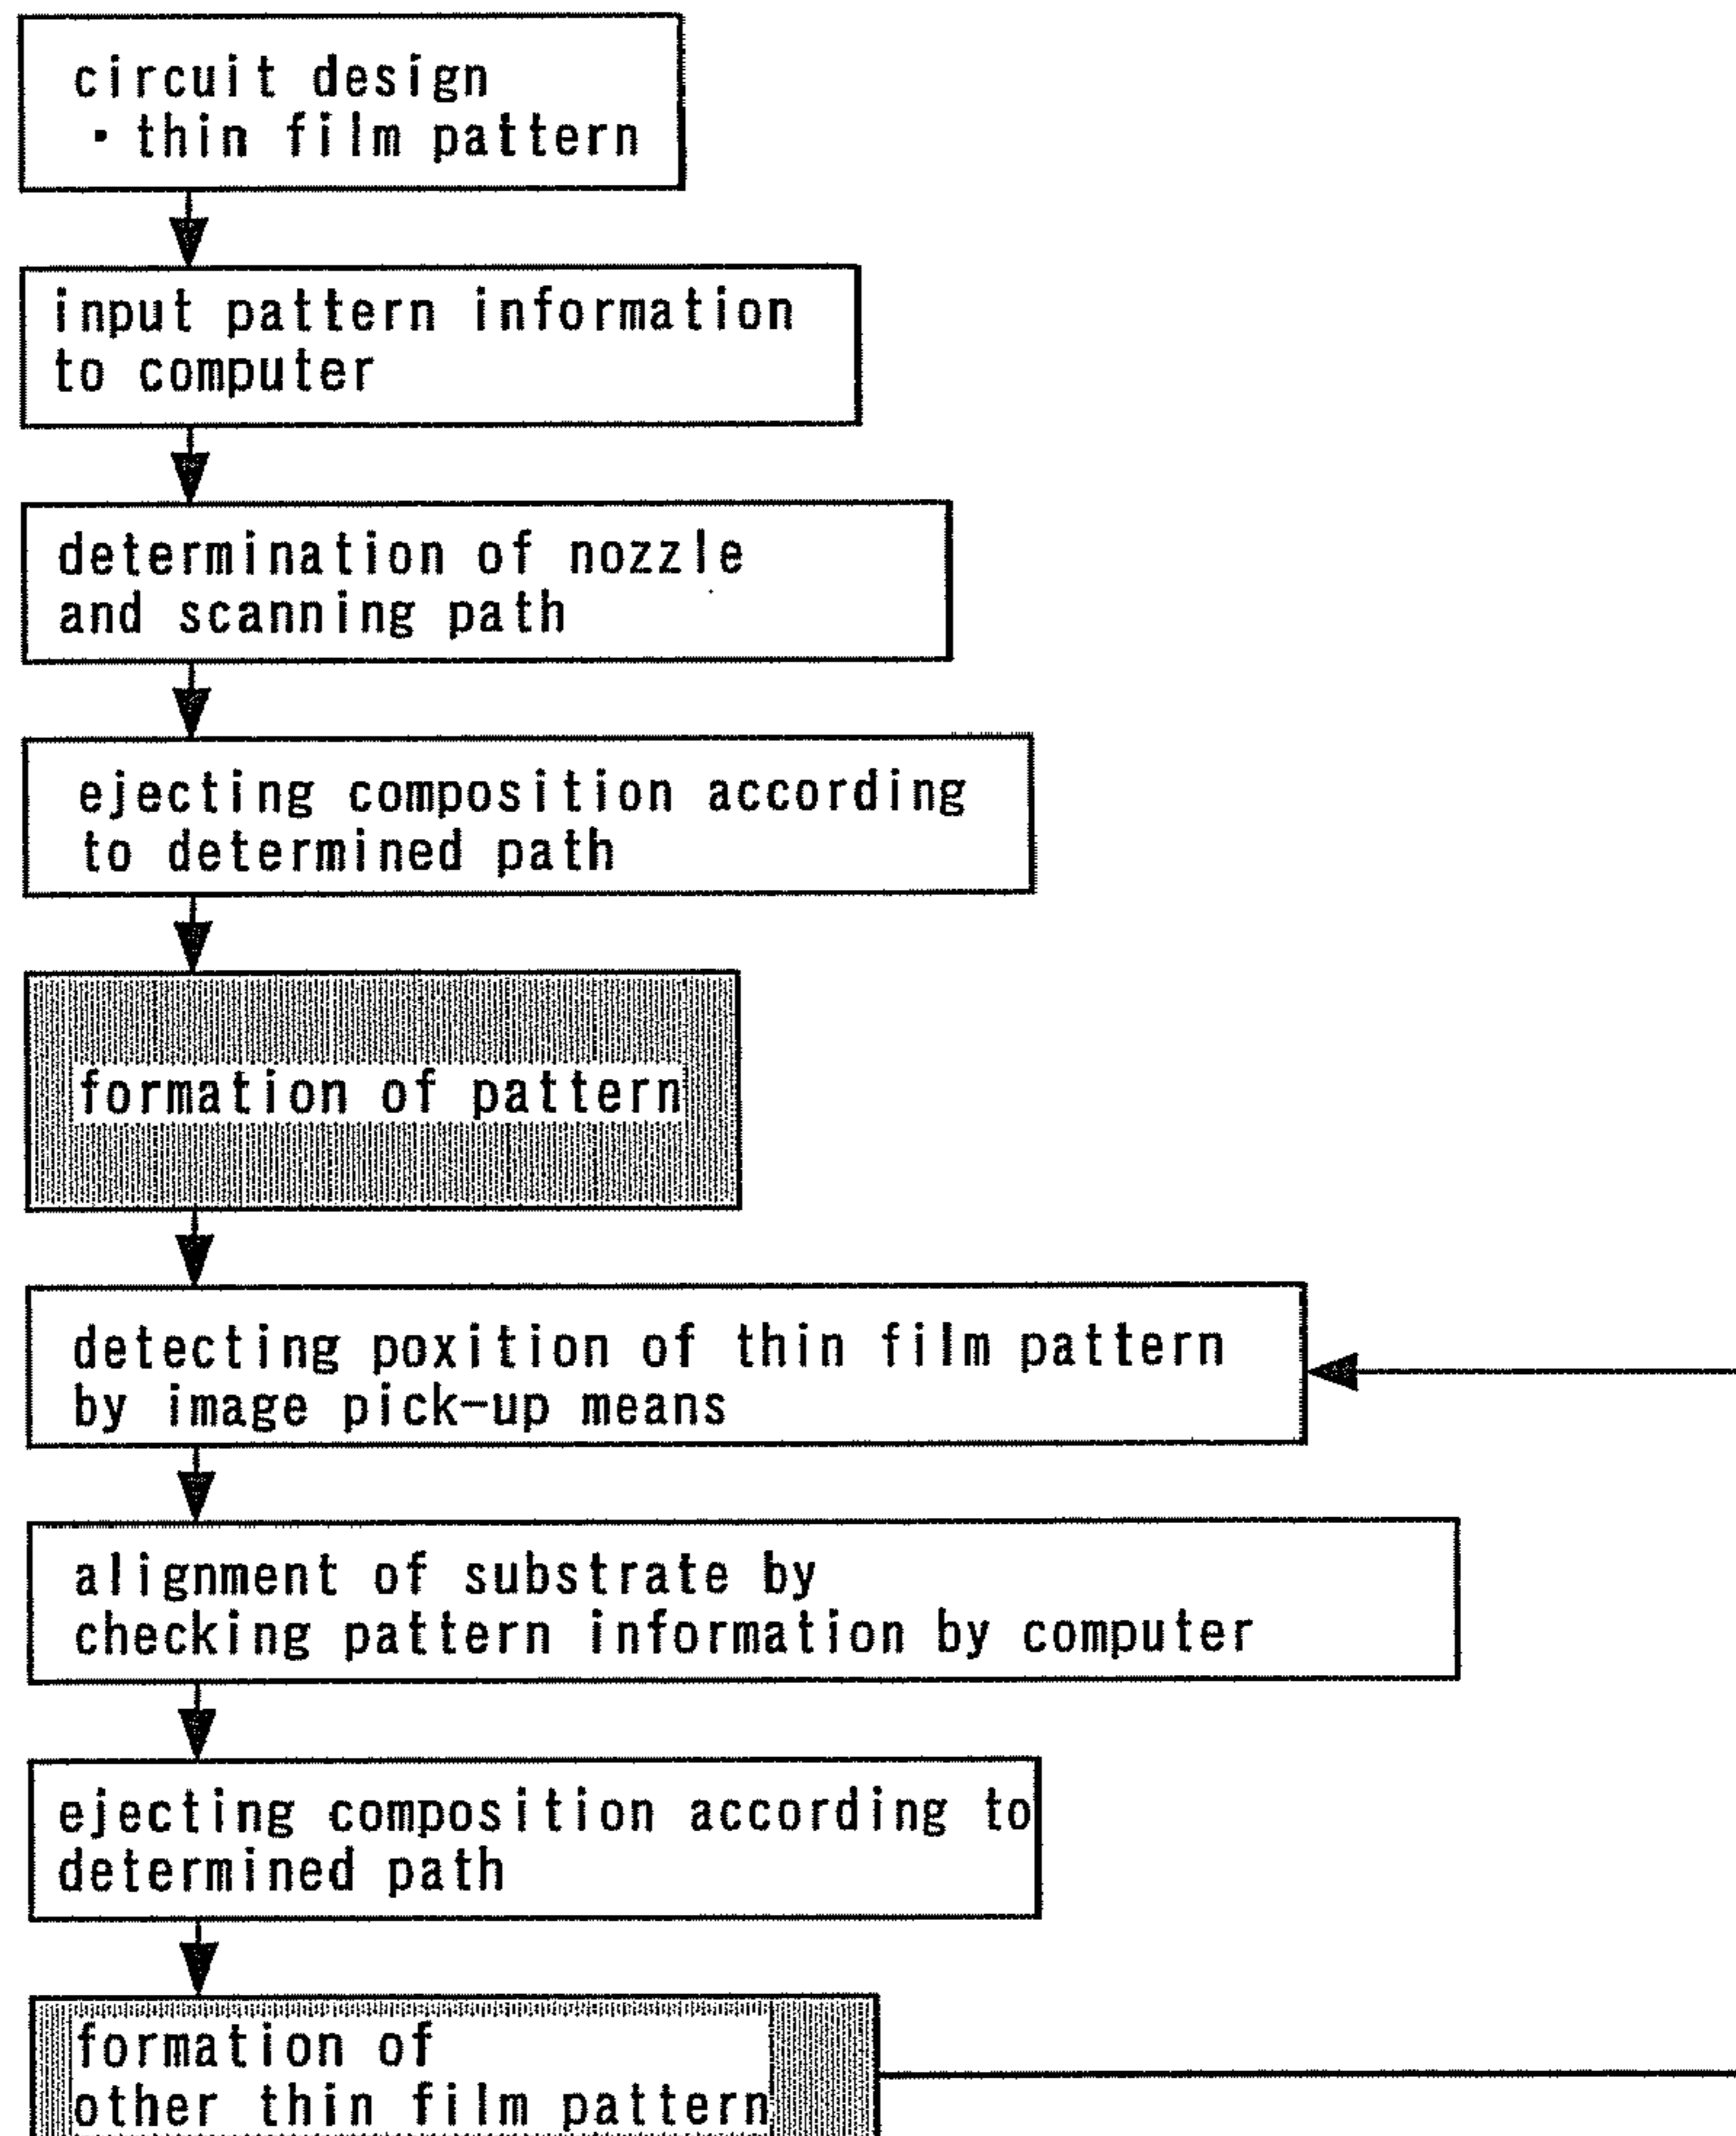 circuit design
・thin film pattern
input pattern information
to computer
determination of nozzle
and scanning path
ejecting composition according
to determined path
formation of pattern
detecting poxition of thin film pattern
by image pick-up means
alignment of substrate by
checking pattern information by computer
ejecting composition according to
determined path
formation of
other thin film pattern